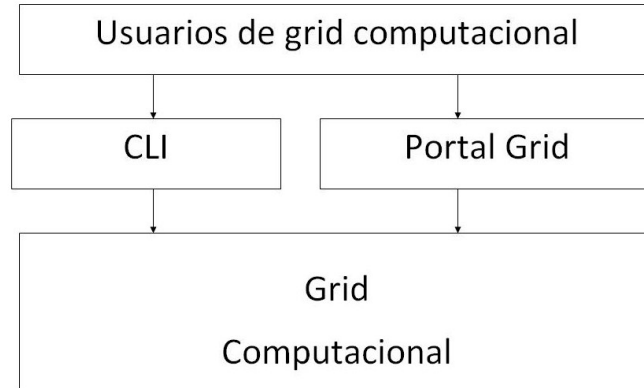 Usuarios de grid computacional
CLI
Portal Grid
Grid
Computacional